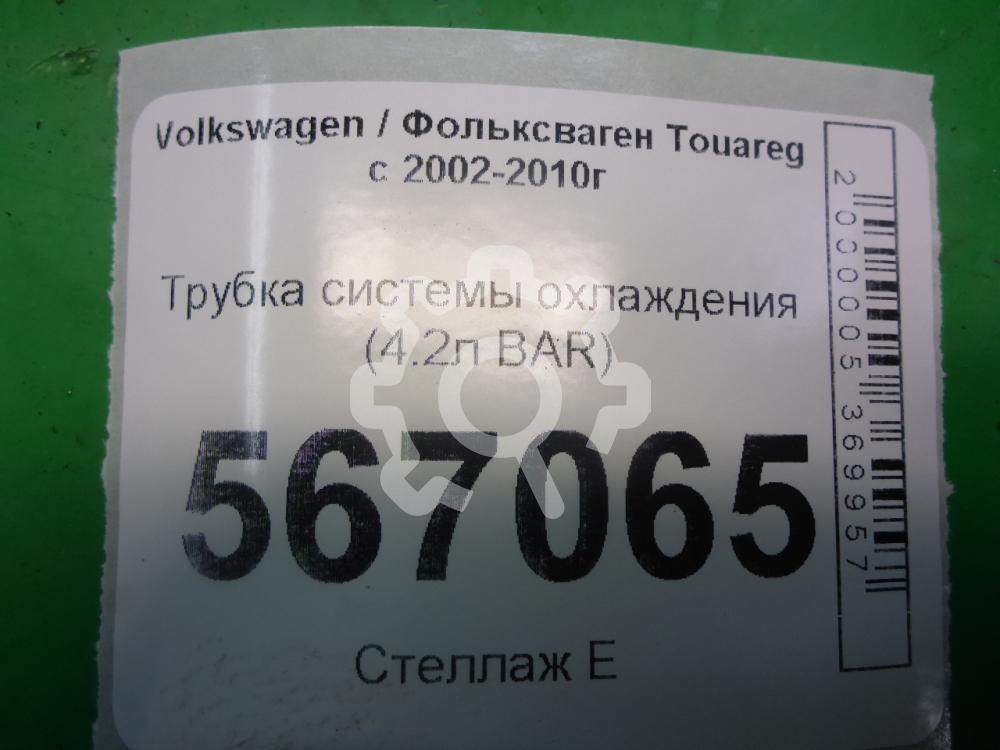 Volkswagen / Фольксваген Touareg
с 2002-2010г
Трубка системы охлаждения
(4.2л BAR)
567065
Стеллаж Е
2000005369957